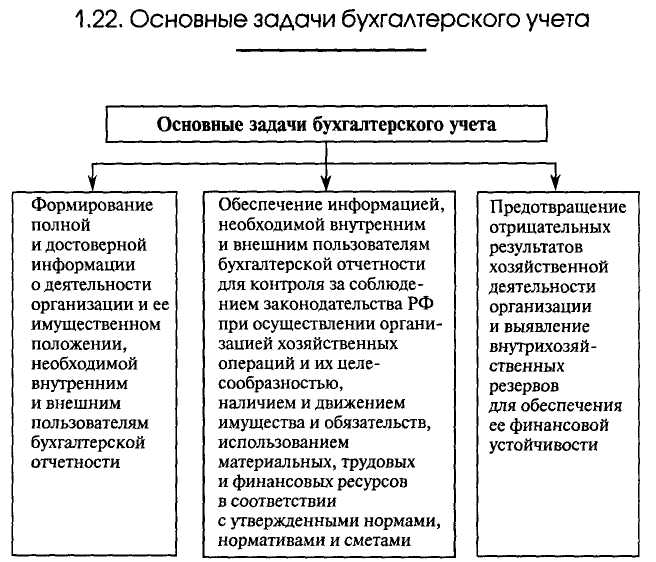 1.22. Основные задачи бухгалтерского учета
Основные задачи бухгалтерского учета
Формирование
полной
и достоверной
информации
о деятельности
организации и ее
имущественном
положении,
необходимой
внутренним
и внешним
пользователям
бухгалтерской
отчетности
Обеспечение информацией,
необходимой внутренним
и внешним пользователям
бухгалтерской отчетности
для контроля за соблюде-
нием законодательства РФ
при осуществлении органи-
зацией хозяйственных
операций и их целе-
сообразностью,
наличием и движением
имущества и обязательств,
использованием
материальных, трудовых
и финансовых ресурсов
в соответствии
с утвержденными нормами,
нормативами и сметами
Предотвращение
отрицательных
результатов
хозяйственной
деятельности
организации
и выявление
внутрихозяй-
ственных
резервов
для обеспечения
ее финансовой
устойчивости